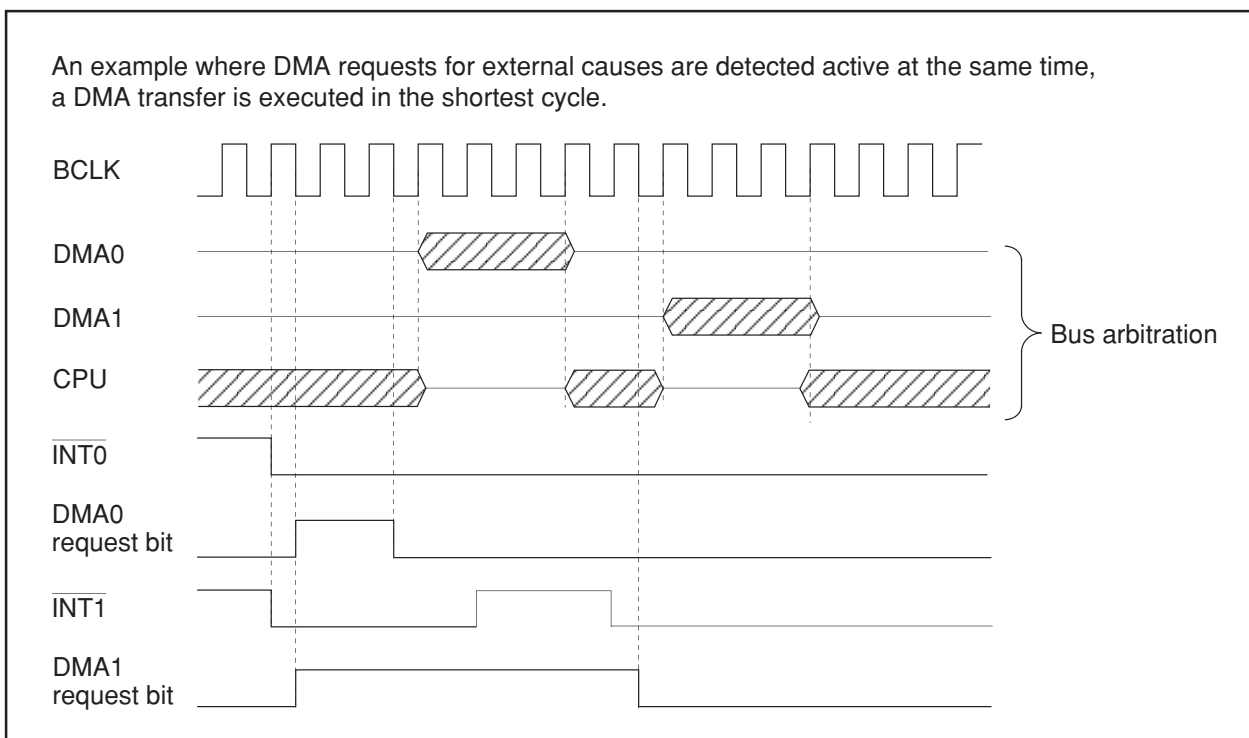 An example where DMA requests for external causes are detected active at the same time,
a DMA transfer is executed in the shortest cycle.
BCLK
DMA0
DMA1
CPU
Bus arbitration
INT0
DMA0
request bit
INT1
DMA1
request bit